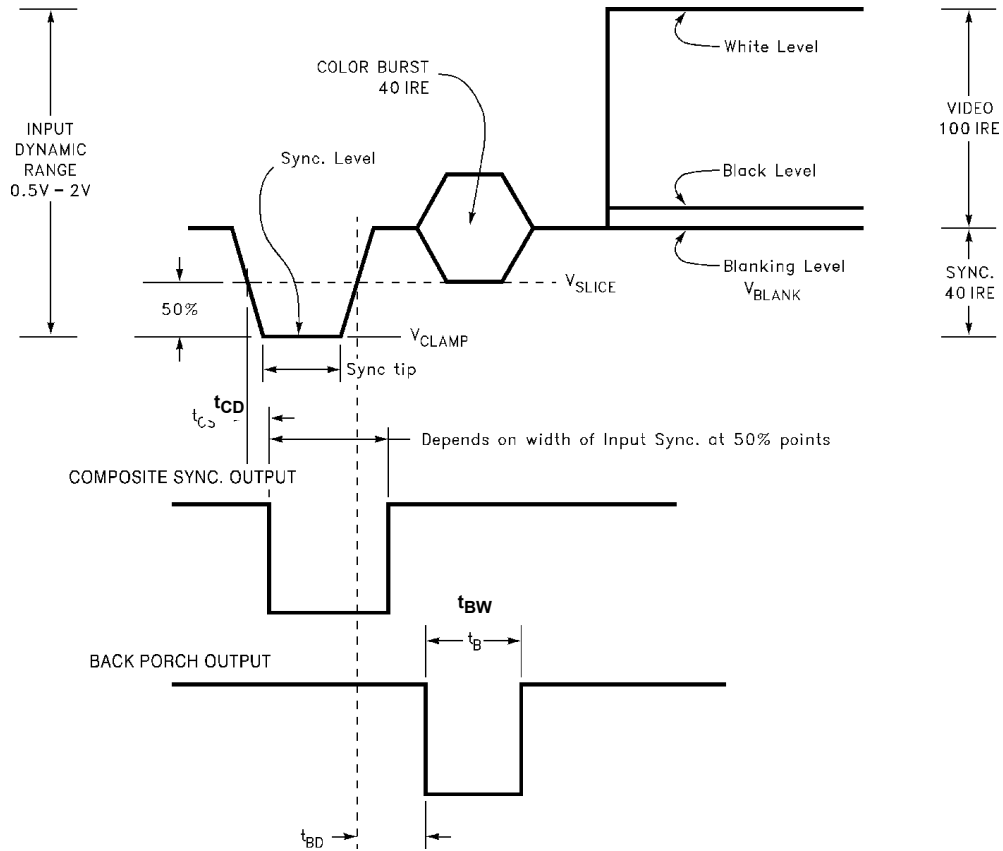 White Level
COLOR BURST
40 IRE
INPUT
DYNAMIC
RANGE
0.5V – 2V
VIDEO
100 IRE
Sync. Level
Black Level
Blanking Level
V_BLANK
SYNC.
40 IRE
V_SLICE
50%
V_CLAMP
Sync tip
t_CD
Depends on width of Input Sync. at 50% points
COMPOSITE SYNC. OUTPUT
t_BW
t_B
BACK PORCH OUTPUT
t_BD